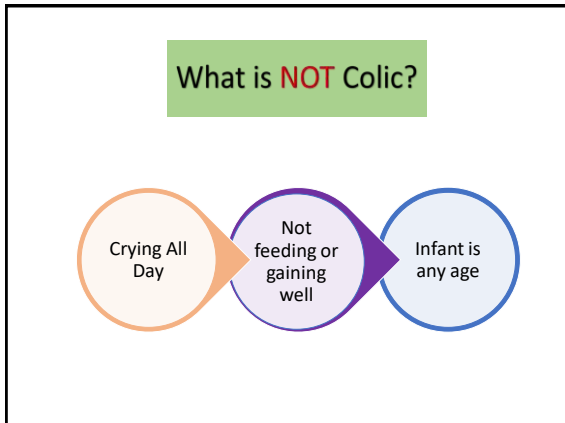 What is NOT Colic?
Crying All
Day
Not
feeding or
gaining
well
Infant is
any age